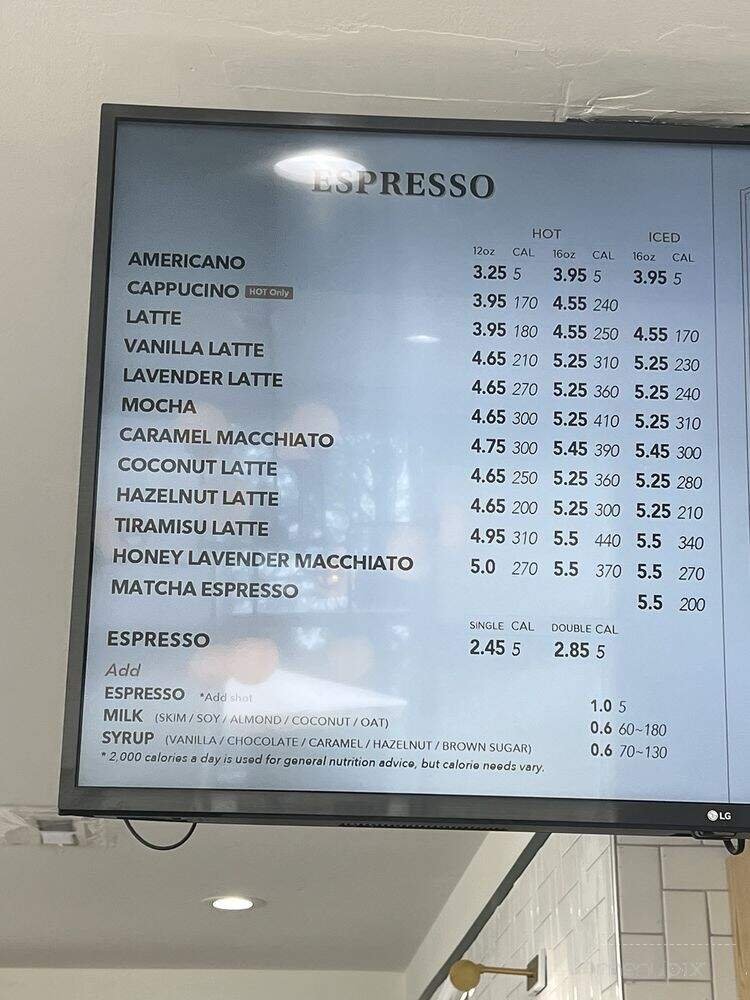 ESPRESSO
HOT ICED
12oz CAL 16oz CAL 16oz CAL
AMERICANO 3.25 5 3.95 5 3.95 5
CAPPUCINO HOT Only 3.95 170 4.55 240
LATTE 3.95 180 4.55 250 4.55 170
VANILLA LATTE 4.65 210 5.25 310 5.25 230
LAVENDER LATTE 4.65 270 5.25 360 5.25 240
MOCHA 4.65 300 5.25 410 5.25 310
CARAMEL MACCHIATO 4.75 300 5.45 390 5.45 300
COCONUT LATTE 4.65 250 5.25 360 5.25 280
HAZELNUT LATTE 4.65 200 5.25 300 5.25 210
TIRAMISU LATTE 4.95 310 5.5 440 5.5 340
HONEY LAVENDER MACCHIATO 5.0 270 5.5 370 5.5 270
MATCHA ESPRESSO 5.5 200
SINGLE CAL DOUBLE CAL
ESPRESSO 2.45 5 2.85 5
Add
ESPRESSO *Add shot 1.0 5
MILK (SKIM / SOY / ALMOND / COCONUT / OAT) 0.6 60~180
SYRUP (VANILLA / CHOCOLATE / CARAMEL / HAZELNUT / BROWN SUGAR) 0.6 70~130
* 2,000 calories a day is used for general nutrition advice, but calorie needs vary.
LG